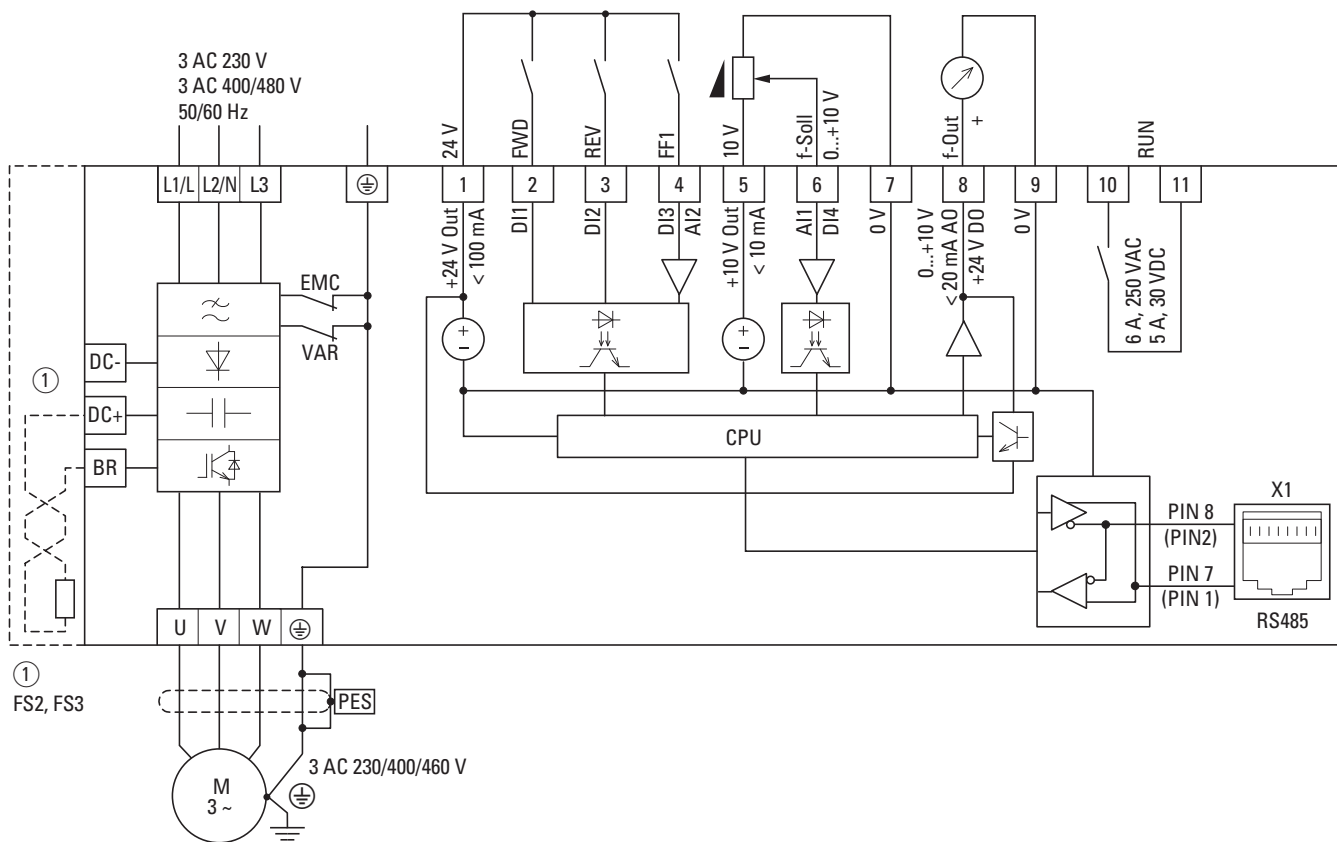 3 AC 230 V
3 AC 400/480 V
50/60 Hz
24 V
FWD
REV
FF1
10 V
f-Soll
0...+10 V
f-Out
+
RUN
L1/L
L2/N
L3
1
2
3
4
5
6
7
8
9
10
11
+24 V Out
< 100 mA
DI1
DI2
DI3
AI2
+10 V Out
< 10 mA
AI1
DI4
0 V
0...+10 V
< 20 mA AO
+24 V DO
0 V
6 A, 250 VAC
5 A, 30 VDC
EMC
VAR
+
−
+
−
DC-
1
DC+
BR
CPU
X1
PIN 8
(PIN2)
PIN 7
(PIN 1)
RS485
U
V
W
1
FS2, FS3
PES
3 AC 230/400/460 V
M
3 ~